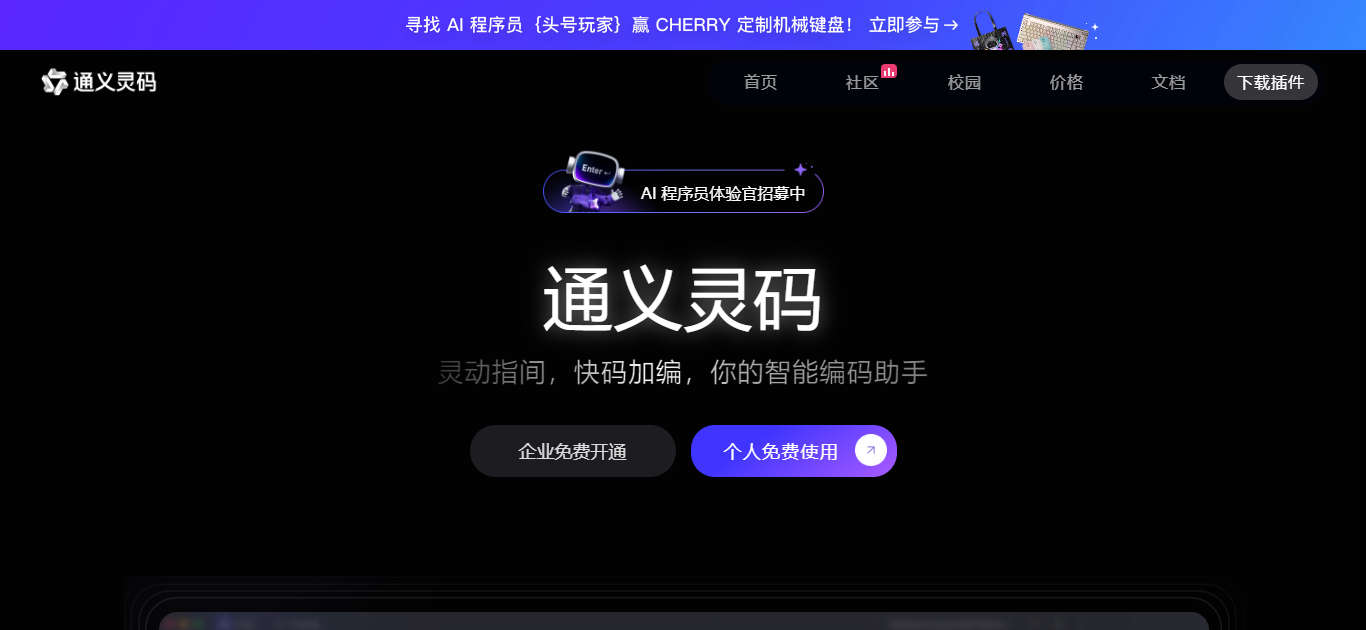 寻找 AI 程序员｛头号玩家｝赢 CHERRY 定制机械键盘！ 立即参与→
通义灵码
首页 社区 校园 价格 文档 下载插件
Enter
AI 程序员体验官招募中
通义灵码
灵动指间，快码加编，你的智能编码助手
企业免费开通 个人免费使用